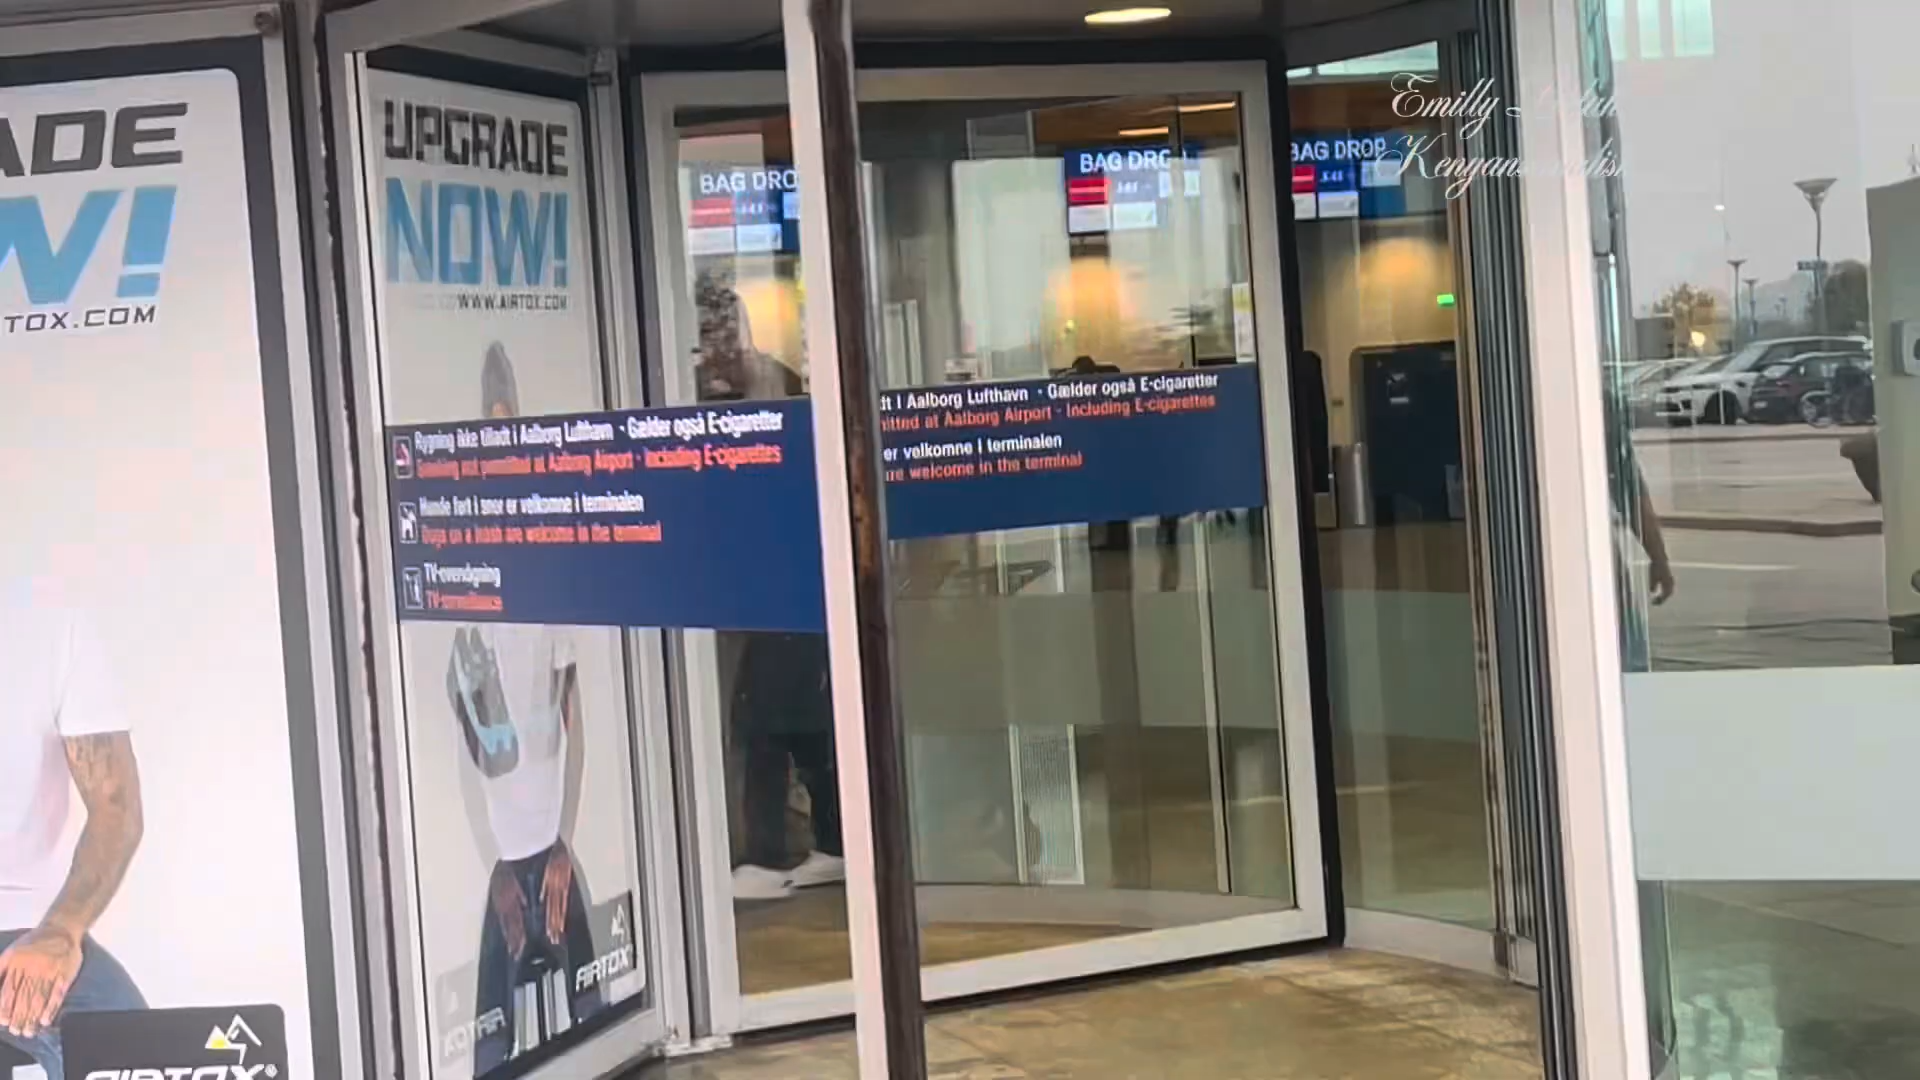 ADE
W!
TOX.COM
AIRTOX
UPGRADE
NOW!
WWW.AIRTOX.COM
Rygning ikke tilladt i Aalborg Lufthavn · Gælder også E-cigaretter
Smoking not permitted at Aalborg Airport · Including E-cigarettes
Hunde ført i snor er velkomne i terminalen
Dogs on a leash are welcome in the terminal
TV-overvågning
TV-surveillance
AIRTOX
BAG DRO
BAG DRO
BAG DROP
dt i Aalborg Lufthavn · Gælder også E-cigaretter
mitted at Aalborg Airport · Including E-cigarettes
er velkomne i terminalen
are welcome in the terminal
Emilly